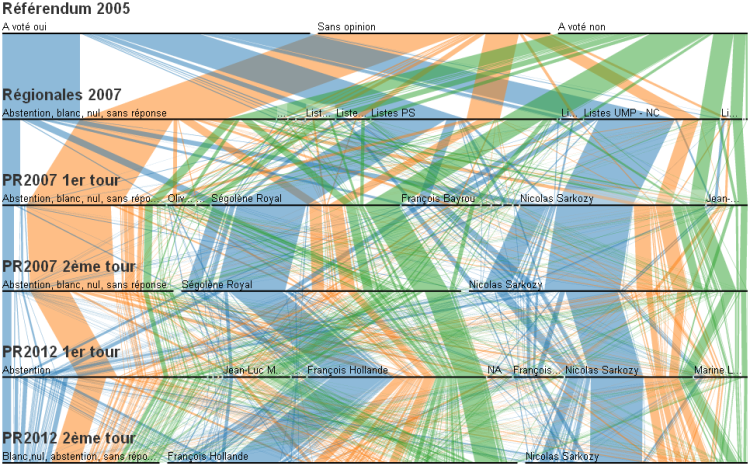 Référendum 2005
A voté oui Sans opinion A voté non
Régionales 2007
Abstention, blanc, nul, sans réponse ... List... Liste... Listes PS Li... Listes UMP - NC Li...
PR2007 1er tour
Abstention, blanc, nul, sans répo... Oliv... ... Ségolène Royal François Bayrou Nicolas Sarkozy Jean-...
PR2007 2ème tour
Abstention, blanc, nul, sans réponse Ségolène Royal Nicolas Sarkozy
PR2012 1er tour
Abstention Jean-Luc M. François Hollande NA François... Nicolas Sarkozy Marine L...
PR2012 2ème tour
Blanc,nul, abstention, sans répo... François Hollande Nicolas Sarkozy